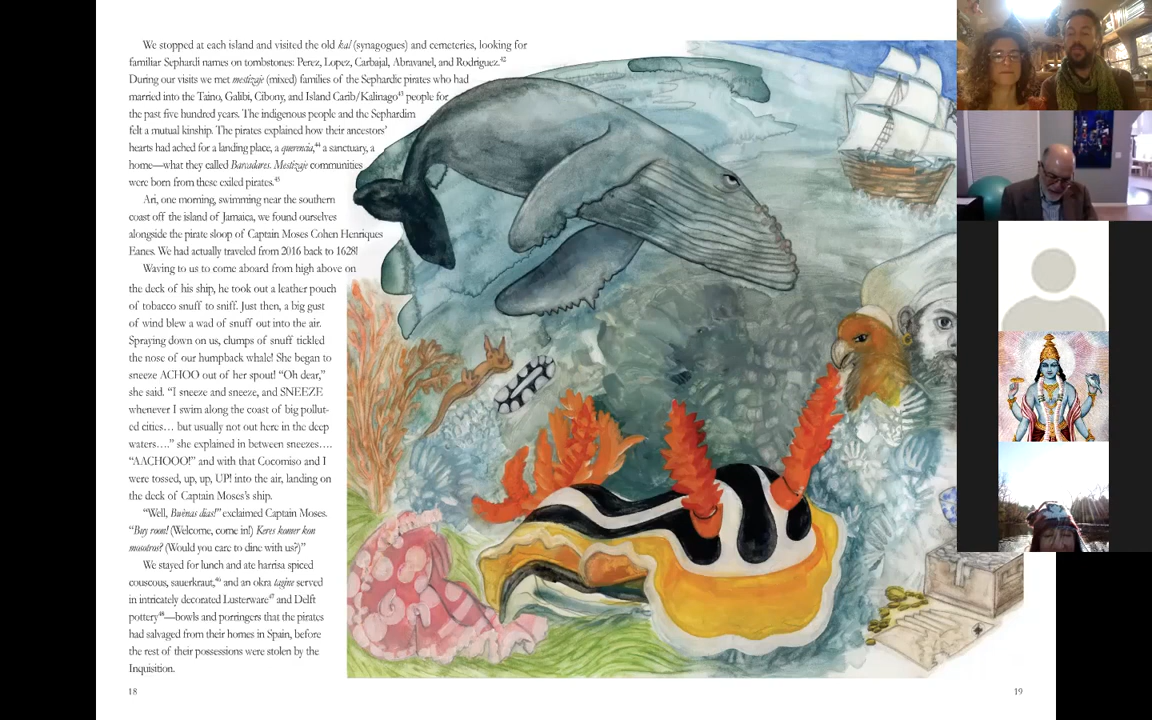 We stopped at each island and visited the old kal (synagogues) and cemeteries, looking for
familiar Sephardi names on tombstones: Perez, Lopez, Carbajal, Abravanel, and Rodriguez.42
During our visits we met mestizaje (mixed) families of the Sephardic pirates who had
married into the Taino, Galibi, Cibony, and Island Carib/Kalinago43 people for
the past five hundred years. The indigenous people and the Sephardim
felt a mutual kinship. The pirates explained how their ancestors'
hearts had ached for a landing place, a querencia,44 a sanctuary, a
home—what they called Barcadares. Mestizaje communities
were born from these exiled pirates.45
Ari, one morning, swimming near the southern
coast off the island of Jamaica, we found ourselves
alongside the pirate sloop of Captain Moses Cohen Henriques
Eanes. We had actually traveled from 2016 back to 1628!
Waving to us to come aboard from high above on
the deck of his ship, he took out a leather pouch
of tobacco snuff to sniff. Just then, a big gust
of wind blew a wad of snuff out into the air.
Spraying down on us, clumps of snuff tickled
the nose of our humpback whale! She began to
sneeze ACHOO out of her spout! "Oh dear,"
she said. "I sneeze and sneeze, and SNEEZE
whenever I swim along the coast of big pollut-
ed cities… but usually not out here in the deep
waters…." she explained in between sneezes….
"AACHOOO!" and with that Cocomiso and I
were tossed, up, up, UP! into the air, landing on
the deck of Captain Moses's ship.
"Well, Bwènas dias!" exclaimed Captain Moses.
"Buy roon! (Welcome, come in!) Keres komer kon
mosotros? (Would you care to dine with us?)"
We stayed for lunch and ate harrisa spiced
couscous, sauerkraut,46 and an okra tagine served
in intricately decorated Lusterware47 and Delft
pottery48—bowls and porringers that the pirates
had salvaged from their homes in Spain, before
the rest of their possessions were stolen by the
Inquisition.
18
19